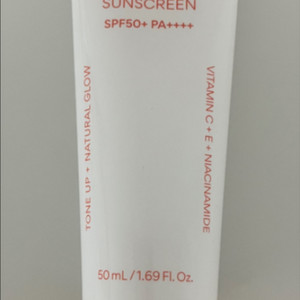 SUNSCREEN
SPF50+ PA++++
TONE UP + NATURAL GLOW
VITAMIN C + E + NIACINAMIDE
50 mL / 1.69 Fl. Oz.